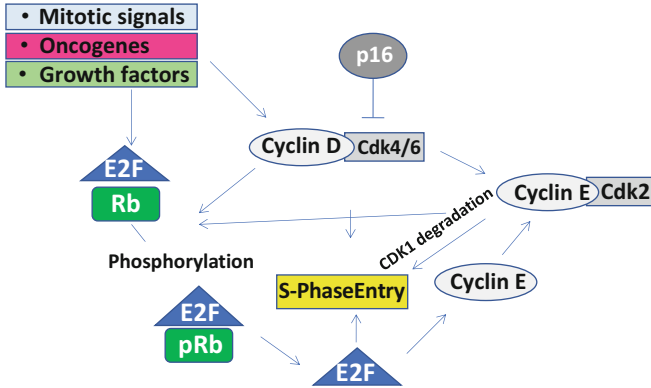 • Mitotic signals
• Oncogenes
• Growth factors
p16
Cyclin D
Cdk4/6
E2F
Rb
Cyclin E
Cdk2
CDK1 degradation
Phosphorylation
S-PhaseEntry
Cyclin E
E2F
pRb
E2F